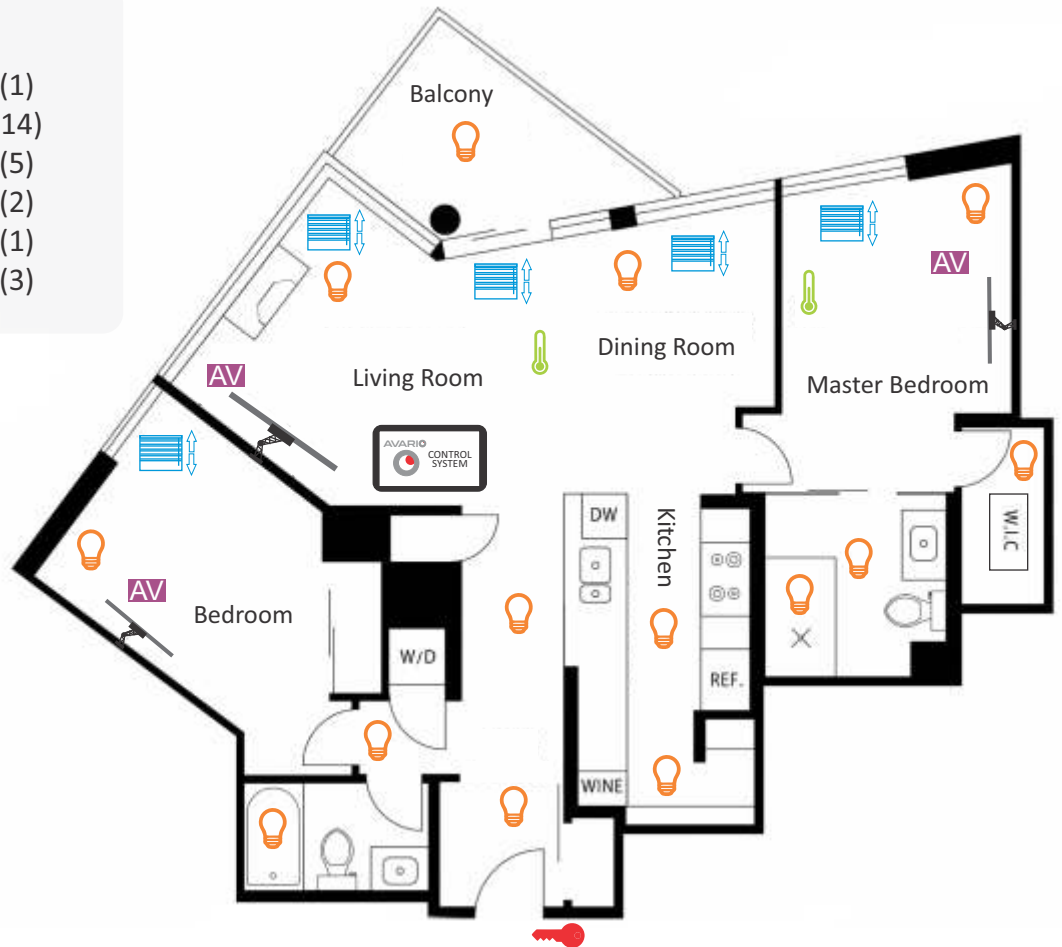 (1)
14)
(5)
(2)
(1)
(3)
Balcony
AV
Dining Room
Living Room
AV
Master Bedroom
AVARIO
CONTROL
SYSTEM
DW
Kitchen
W.I.C
AV
Bedroom
W/D
REF.
WINE